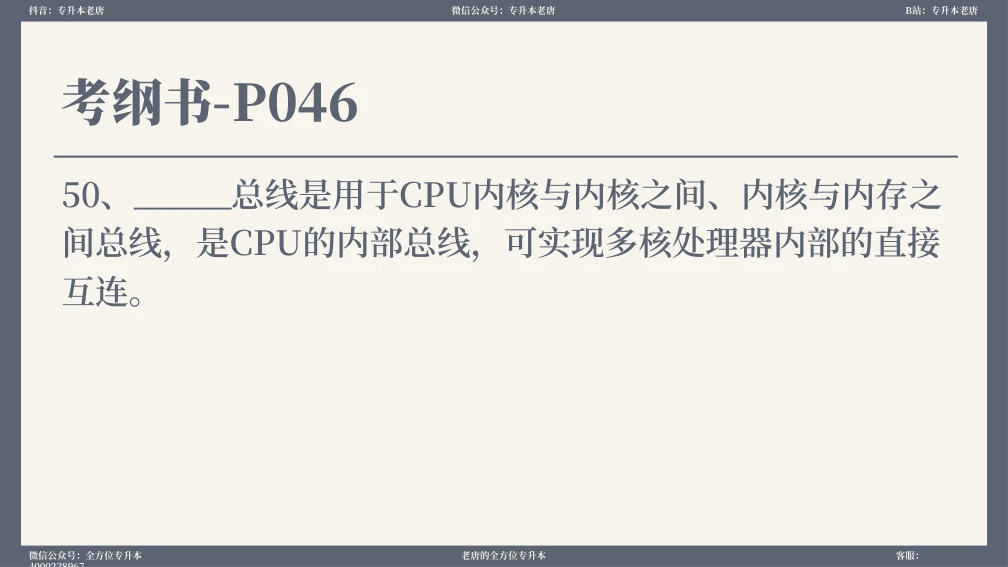 抖音：专升本老唐
微信公众号：专升本老唐
B站：专升本老唐
考纲书-P046
50、______总线是用于CPU内核与内核之间、内核与内存之
间总线，是CPU的内部总线，可实现多核处理器内部的直接
互连。
微信公众号：全方位专升本
老唐的全方位专升本
客服：
4000238967